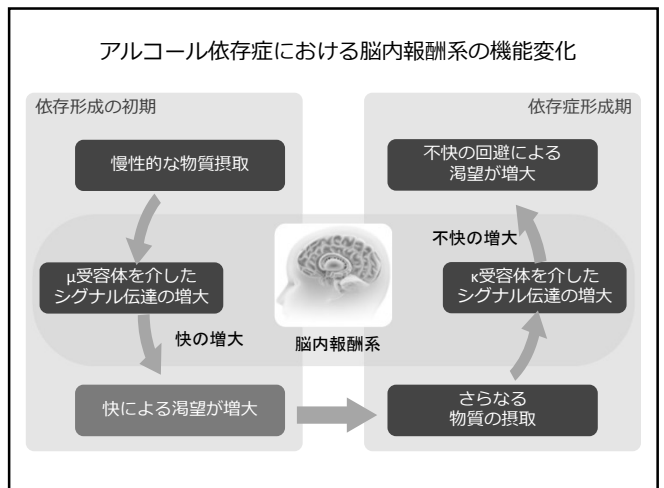 アルコール依存症における脳内報酬系の機能変化
依存形成の初期
慢性的な物質摂取
μ受容体を介した
シグナル伝達の増大
快の増大
快による渇望が増大
脳内報酬系
依存症形成期
さらなる
物質の摂取
κ受容体を介した
シグナル伝達の増大
不快の増大
不快の回避による
渇望が増大